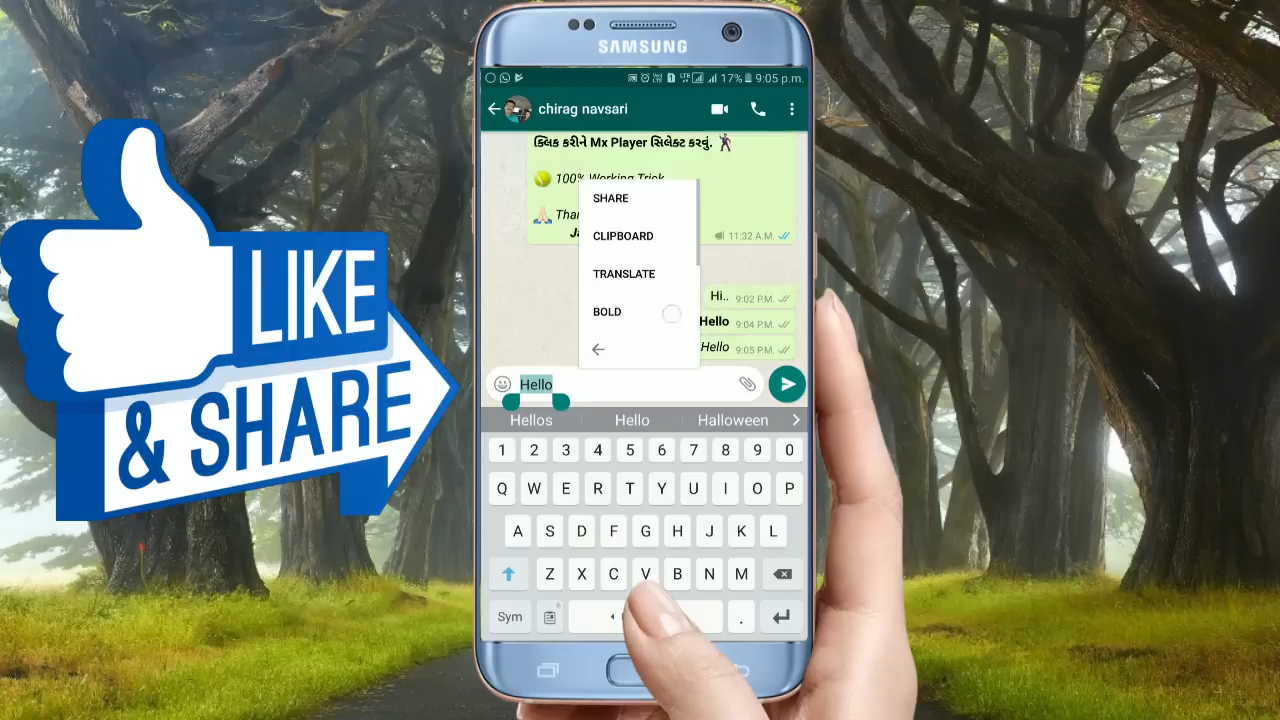 LIKE
& SHARE
SAMSUNG
17% 9:05 p.m.
chirag navsari
ક્લિક કરીને Mx Player સિલેક્ટ કરવું.
100% Working Trick
11:32 A.M.
SHARE
CLIPBOARD
TRANSLATE
BOLD
Hi.. 9:02 P.M.
Hello 9:04 P.M.
Hello 9:05 P.M.
Hello
Hellos Hello Halloween
1 2 3 4 5 6 7 8 9 0
Q W E R T Y U I O P
A S D F G H J K L
Z X C V B N M
Sym .